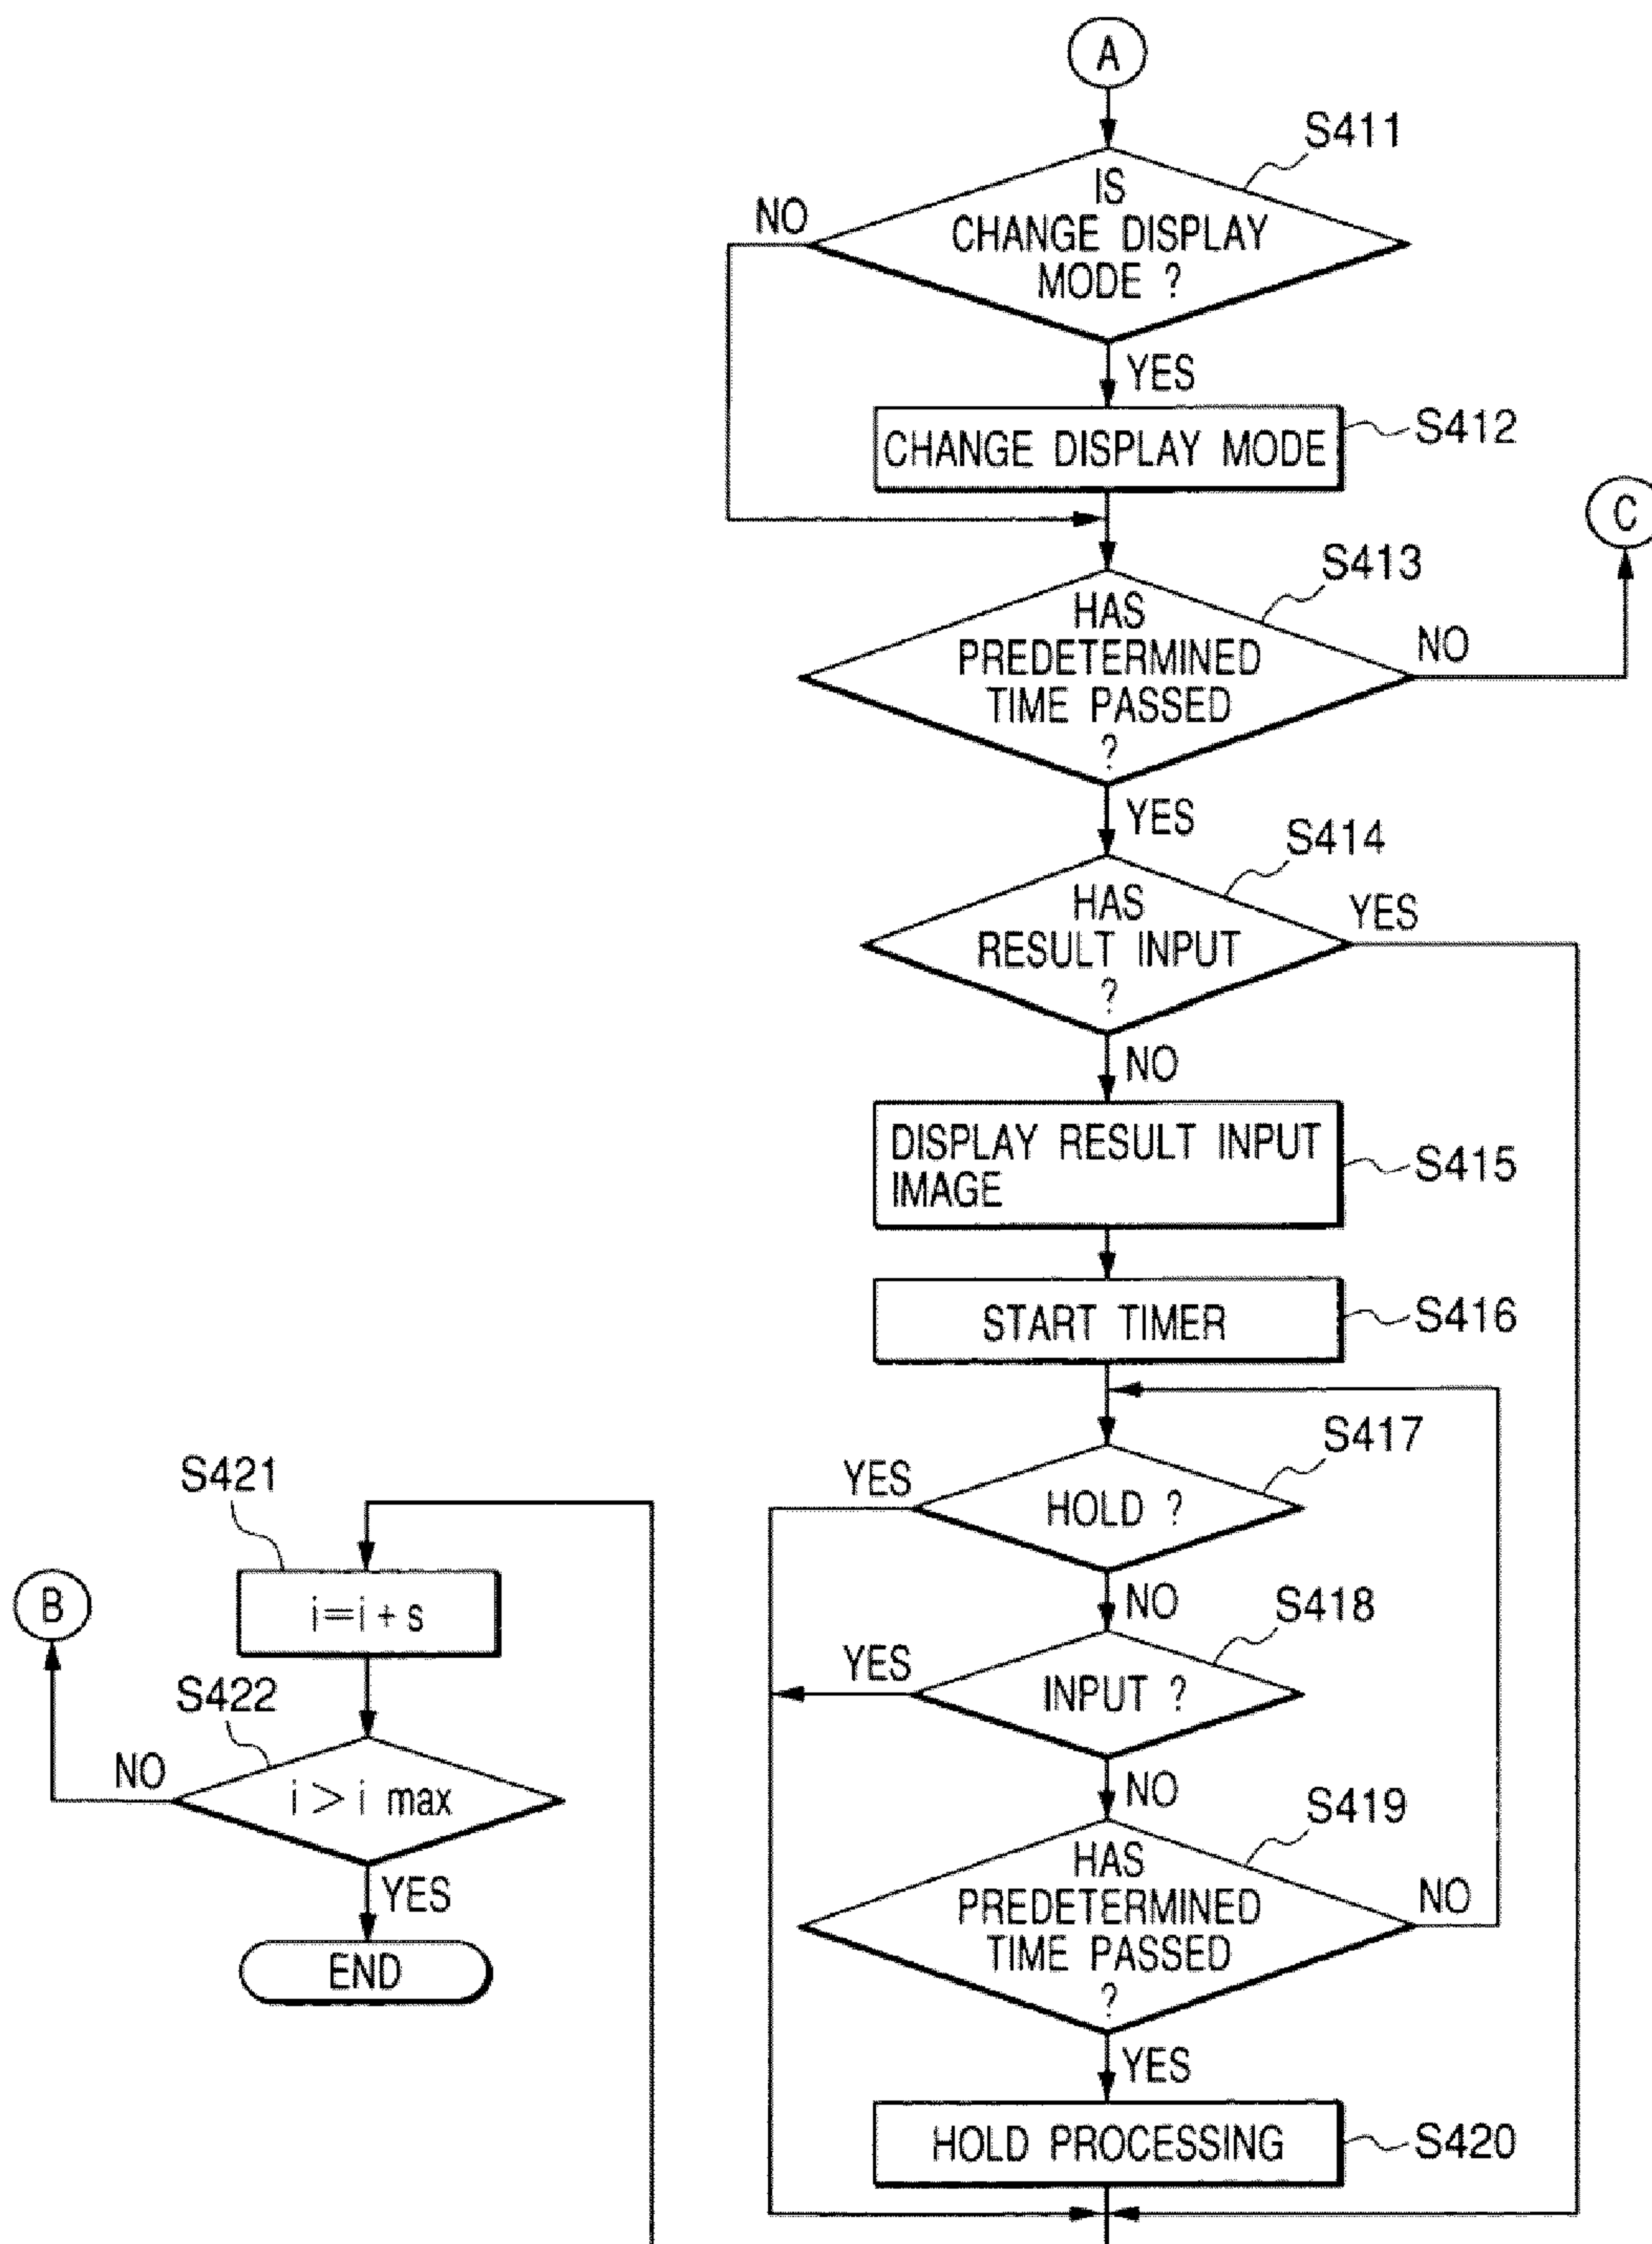 A
S411
IS
CHANGE DISPLAY
MODE ?
NO
YES
CHANGE DISPLAY MODE
S412
C
S413
HAS
PREDETERMINED
TIME PASSED
?
NO
YES
S414
HAS
RESULT INPUT
?
YES
NO
DISPLAY RESULT INPUT
IMAGE
S415
START TIMER
S416
S417
HOLD ?
YES
NO
S418
INPUT ?
YES
NO
S419
HAS
PREDETERMINED
TIME PASSED
?
NO
YES
HOLD PROCESSING
S420
S421
i=i+s
B
S422
i > i max
NO
YES
END